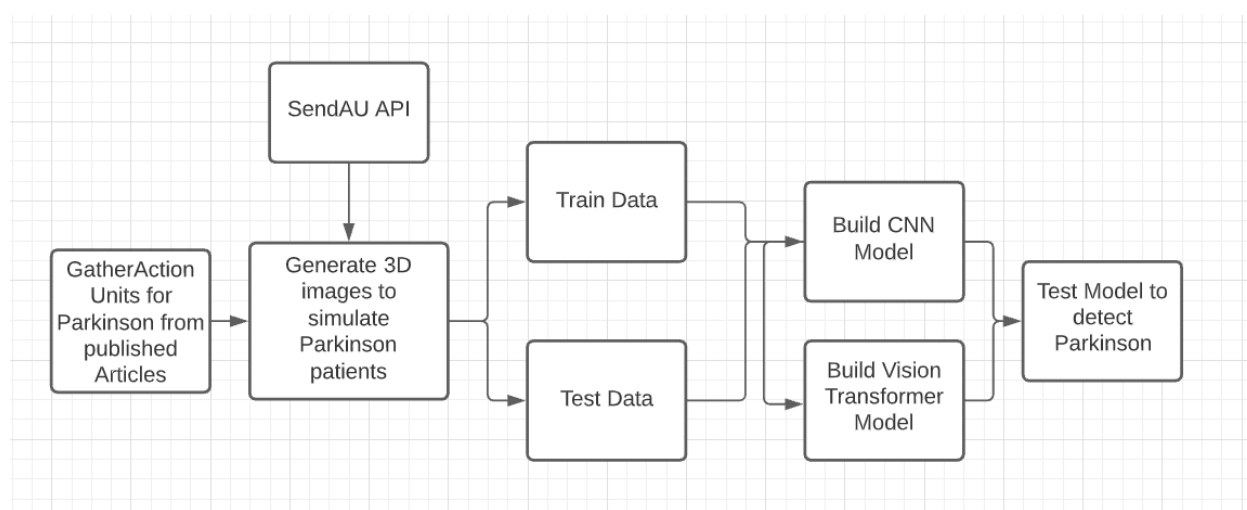 SendAU API
GatherAction
Units for
Parkinson from
published
Articles
Generate 3D
images to
simulate
Parkinson
patients
Train Data
Test Data
Build CNN
Model
Build Vision
Transformer
Model
Test Model to
detect
Parkinson